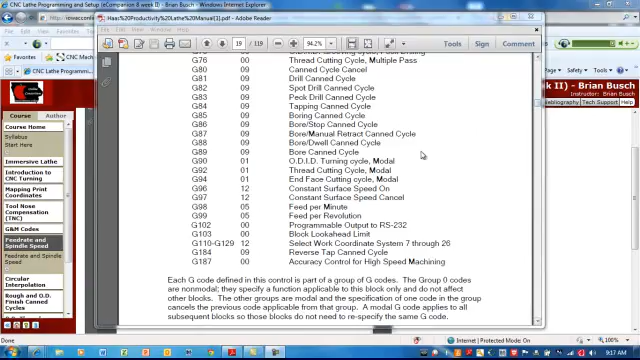 CNC Lathe Programming and Setup (eCompanion 8 week II) - Windows Internet Explorer
Haas%20Productivity%20Lathe%20Manual[1].pdf - Adobe Reader
File Edit View Window Help
19 / 119 94.2% Tools Sign Comment
G76 00 Thread Cutting Cycle, Multiple Pass
G80 09 Canned Cycle Cancel
G81 09 Drill Canned Cycle
G82 09 Spot Drill Canned Cycle
G83 09 Peck Drill Canned Cycle
G84 09 Tapping Canned Cycle
G85 09 Boring Canned Cycle
G86 09 Bore/Stop Canned Cycle
G87 09 Bore/Manual Retract Canned Cycle
G88 09 Bore/Dwell Canned Cycle
G89 09 Bore Canned Cycle
G90 01 O.D.I.D. Turning cycle, Modal
G92 01 Thread Cutting cycle, Modal
G94 01 End Face Cutting cycle, Modal
G96 12 Constant Surface Speed On
G97 12 Constant Surface Speed Cancel
G98 05 Feed per Minute
G99 05 Feed per Revolution
G102 00 Programmable Output to RS-232
G103 00 Block Lookahead Limit
G110-G129 12 Select Work Coordinate System 7 through 26
G184 09 Reverse Tap Canned Cycle
G187 00 Accuracy Control for High Speed Machining
Each G code defined in this control is part of a group of G codes. The Group 0 codes
are nonmodal; they specify a function applicable to this block only and do not affect
other blocks. The other groups are modal and the specification of one code in the group
cancels the previous code applicable from that group. A modal G code applies to all
subsequent blocks so those blocks do not need to re-specify the same G code.
Favorites
CNC Lathe Programming
Course Author
Course Home
Syllabus
Start Here
Immersive Lathe
Introduction to CNC Turning
Mapping Print Coordinates
Tool Nose Compensation (TNC)
G&M Codes
Feedrate and Spindle Speed
Feedrate and Spindle Speed
Circular Interpolation
Rough and O.D Finish Canned Cycles
k II) - Brian Busch
Instructor: Brian Busch
Webliography Tech Support Help
Internet | Protected Mode: On
100%
9:17 AM